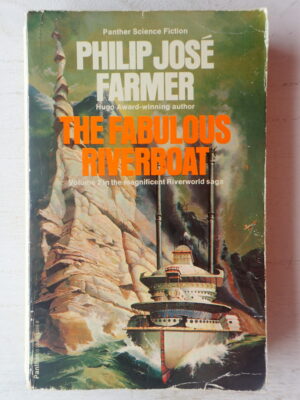 Panther Science Fiction
PHILIP JOSÉ
FARMER
Hugo Award-winning author
THE FABULOUS
RIVERBOAT
Volume 2 in the magnificent Riverworld saga
Panther